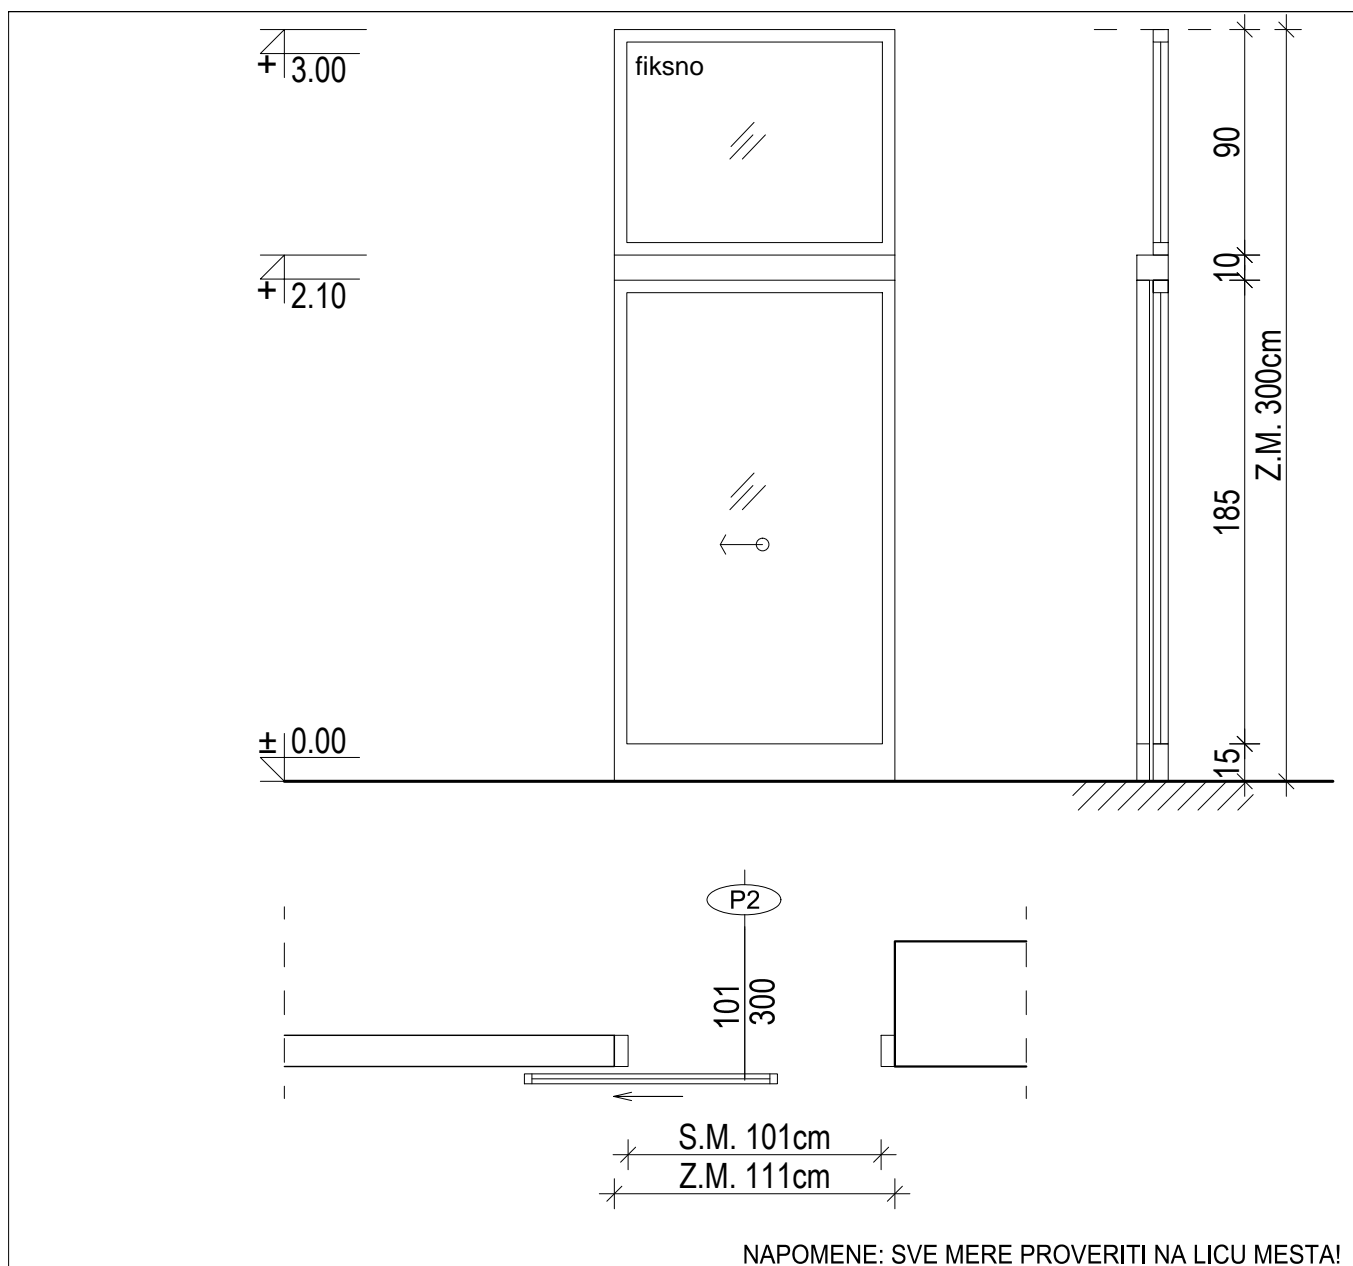 + 3.00
fiksno
90
+ 2.10
10
Z.M. 300cm
185
± 0.00
15
P2
101
300
S.M. 101cm
Z.M. 111cm
NAPOMENE: SVE MERE PROVERITI NA LICU MESTA!